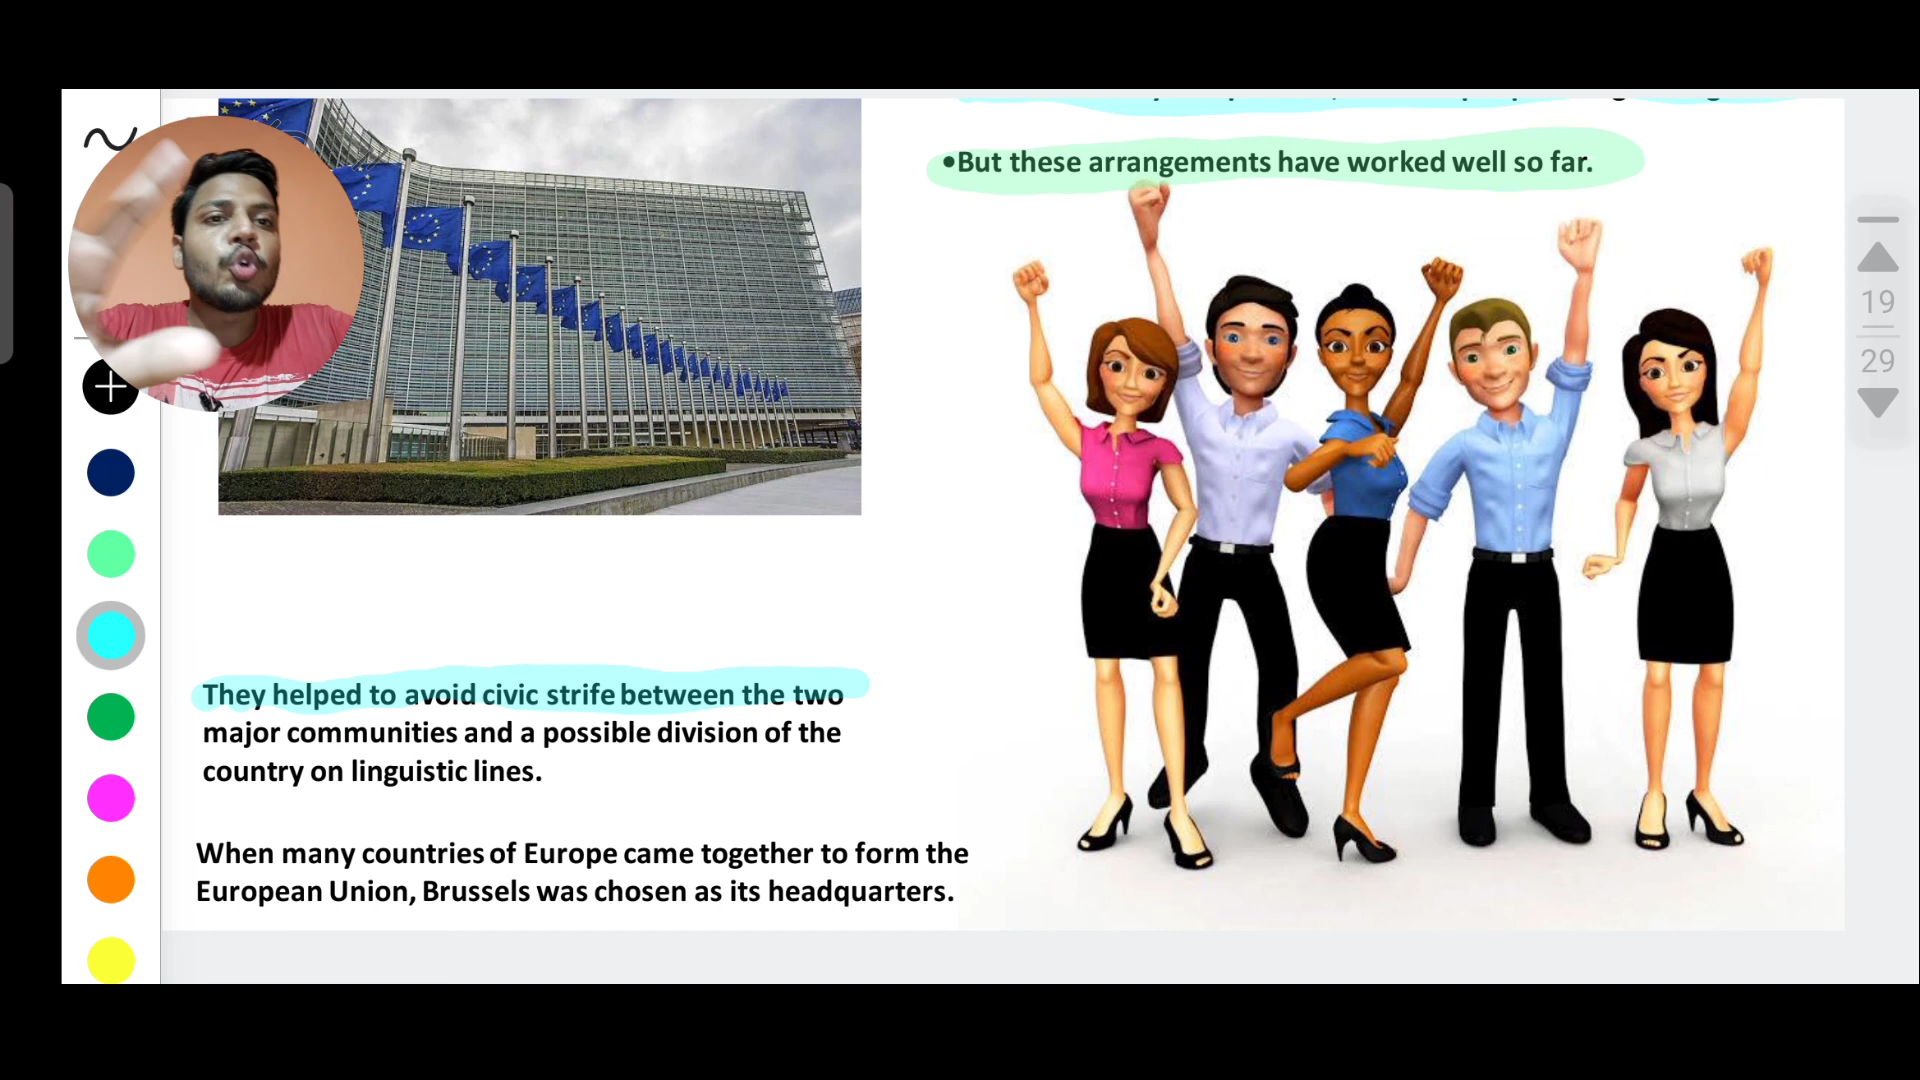 •But these arrangements have worked well so far.
They helped to avoid civic strife between the two
major communities and a possible division of the
country on linguistic lines.
When many countries of Europe came together to form the
European Union, Brussels was chosen as its headquarters.
19
29